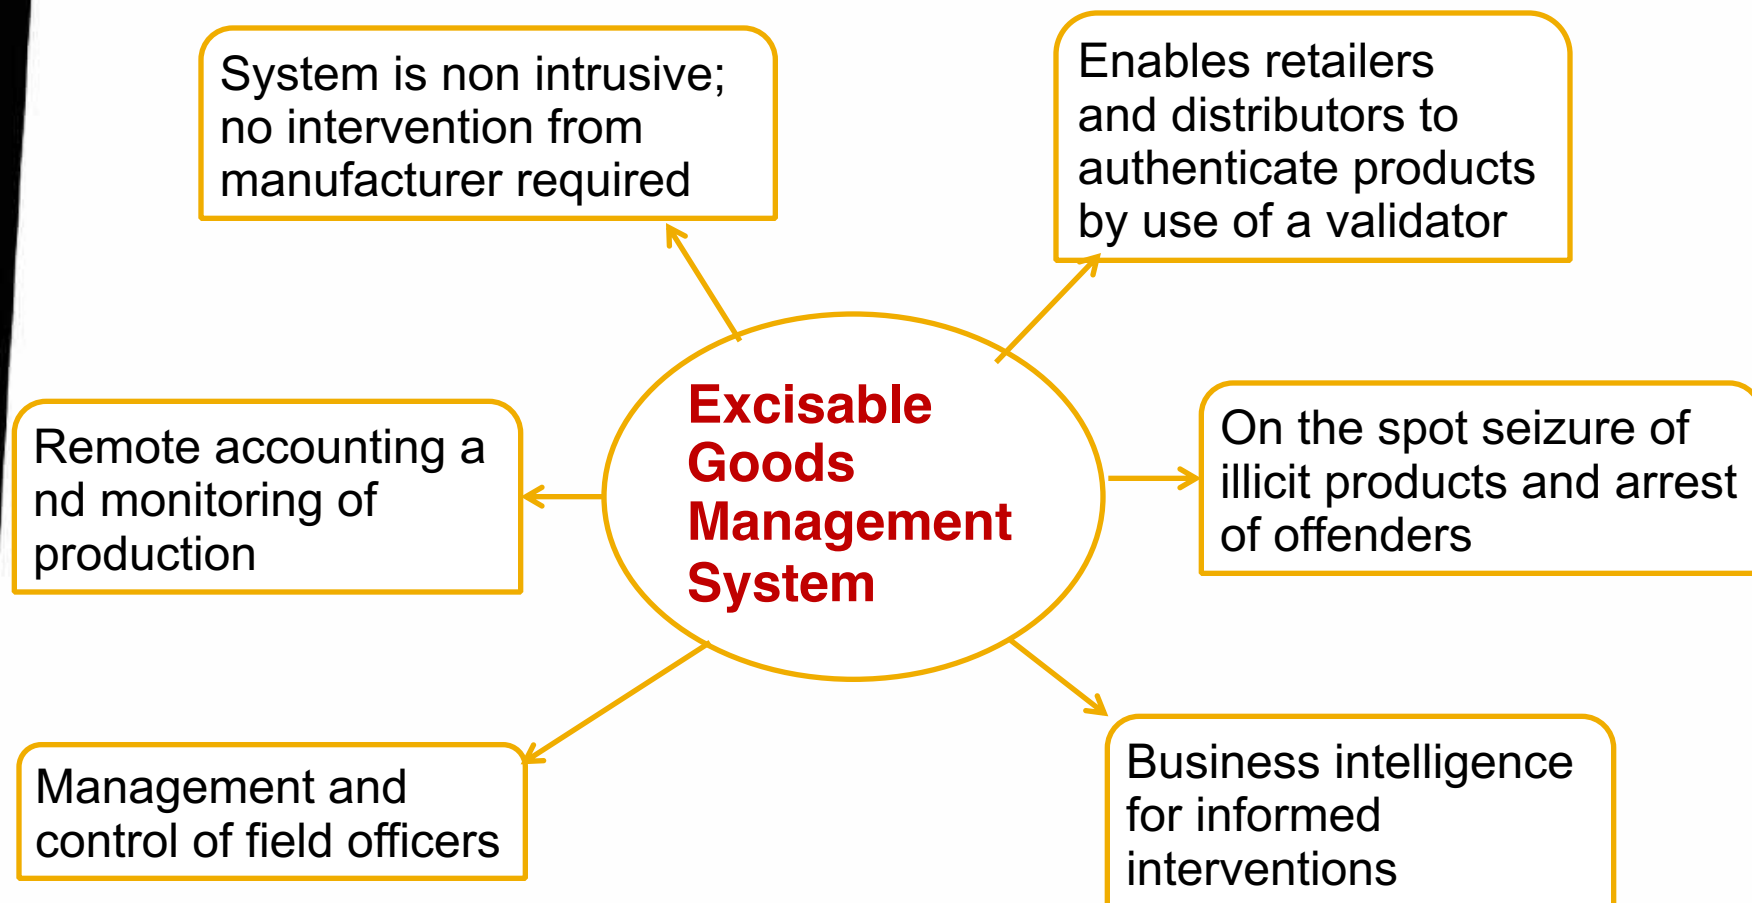 System is non intrusive;
no intervention from
manufacturer required
Enables retailers
and distributors to
authenticate products
by use of a validator
Excisable
Goods
Management
System
Remote accounting a
nd monitoring of
production
On the spot seizure of
illicit products and arrest
of offenders
Management and
control of field officers
Business intelligence
for informed
interventions